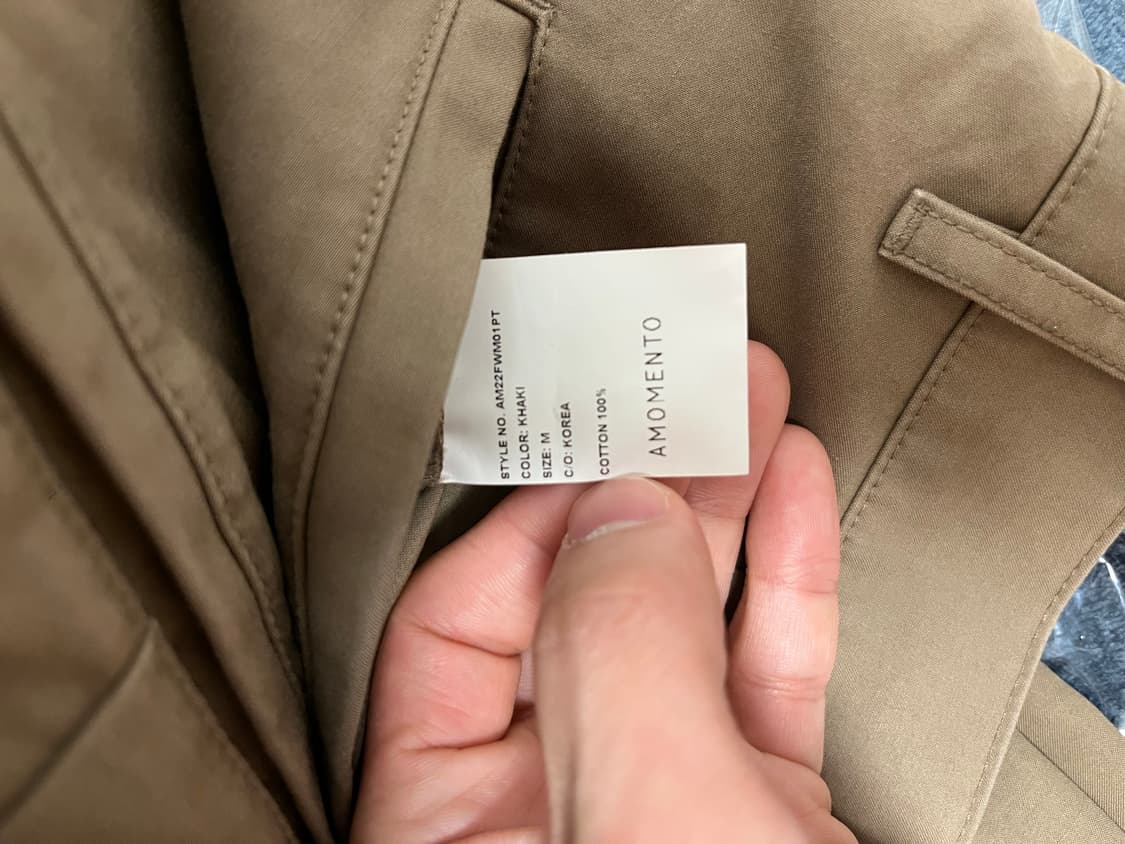 STYLE NO. AM22FWM01PT
COLOR: KHAKI
SIZE: M
C/O: KOREA
COTTON 100%
AMOMENTO